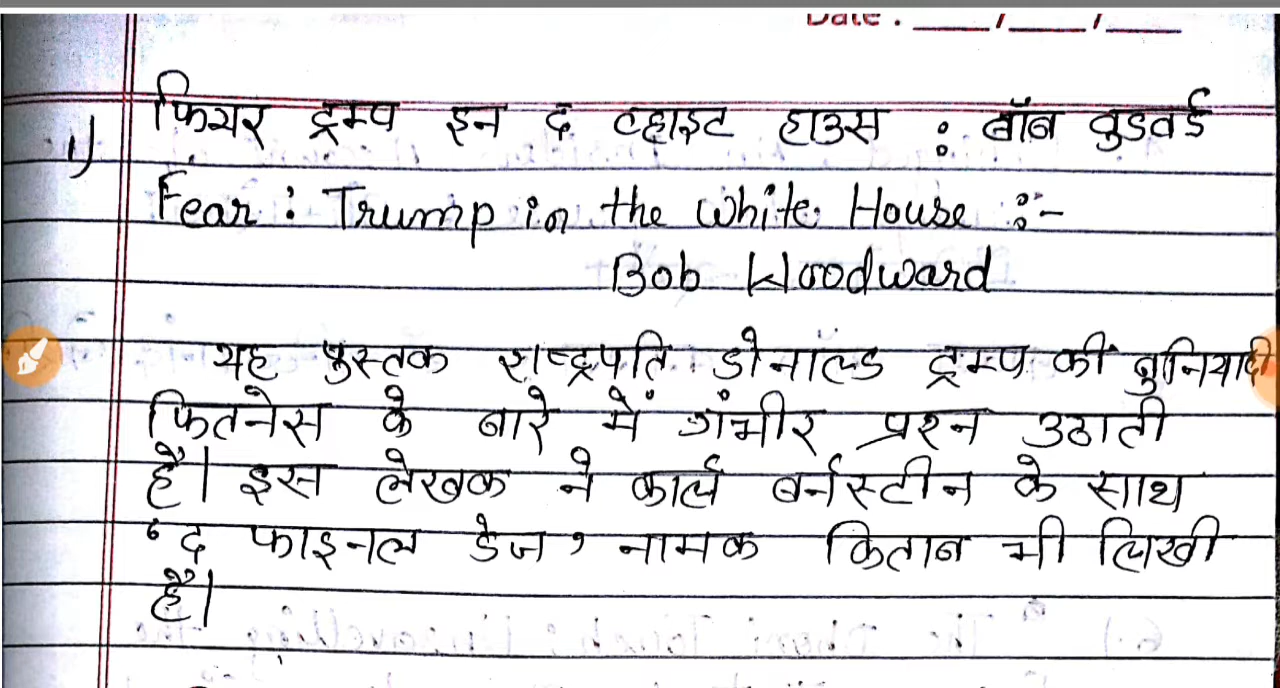 Date : ___/___/___
1) फियर ट्रम्प इन द व्हाइट हाउस : बॉब वुडवर्ड
Fear : Trump in the White House :-
Bob Woodward
यह पुस्तक राष्ट्रपति डोनाल्ड ट्रम्प की बुनियादी
फितनेस के बारे में गंभीर प्रश्न उठाती
है। इस लेखक ने कार्ल बर्नस्टीन के साथ
'द फाइनल डेज' नामक किताब भी लिखी
है।